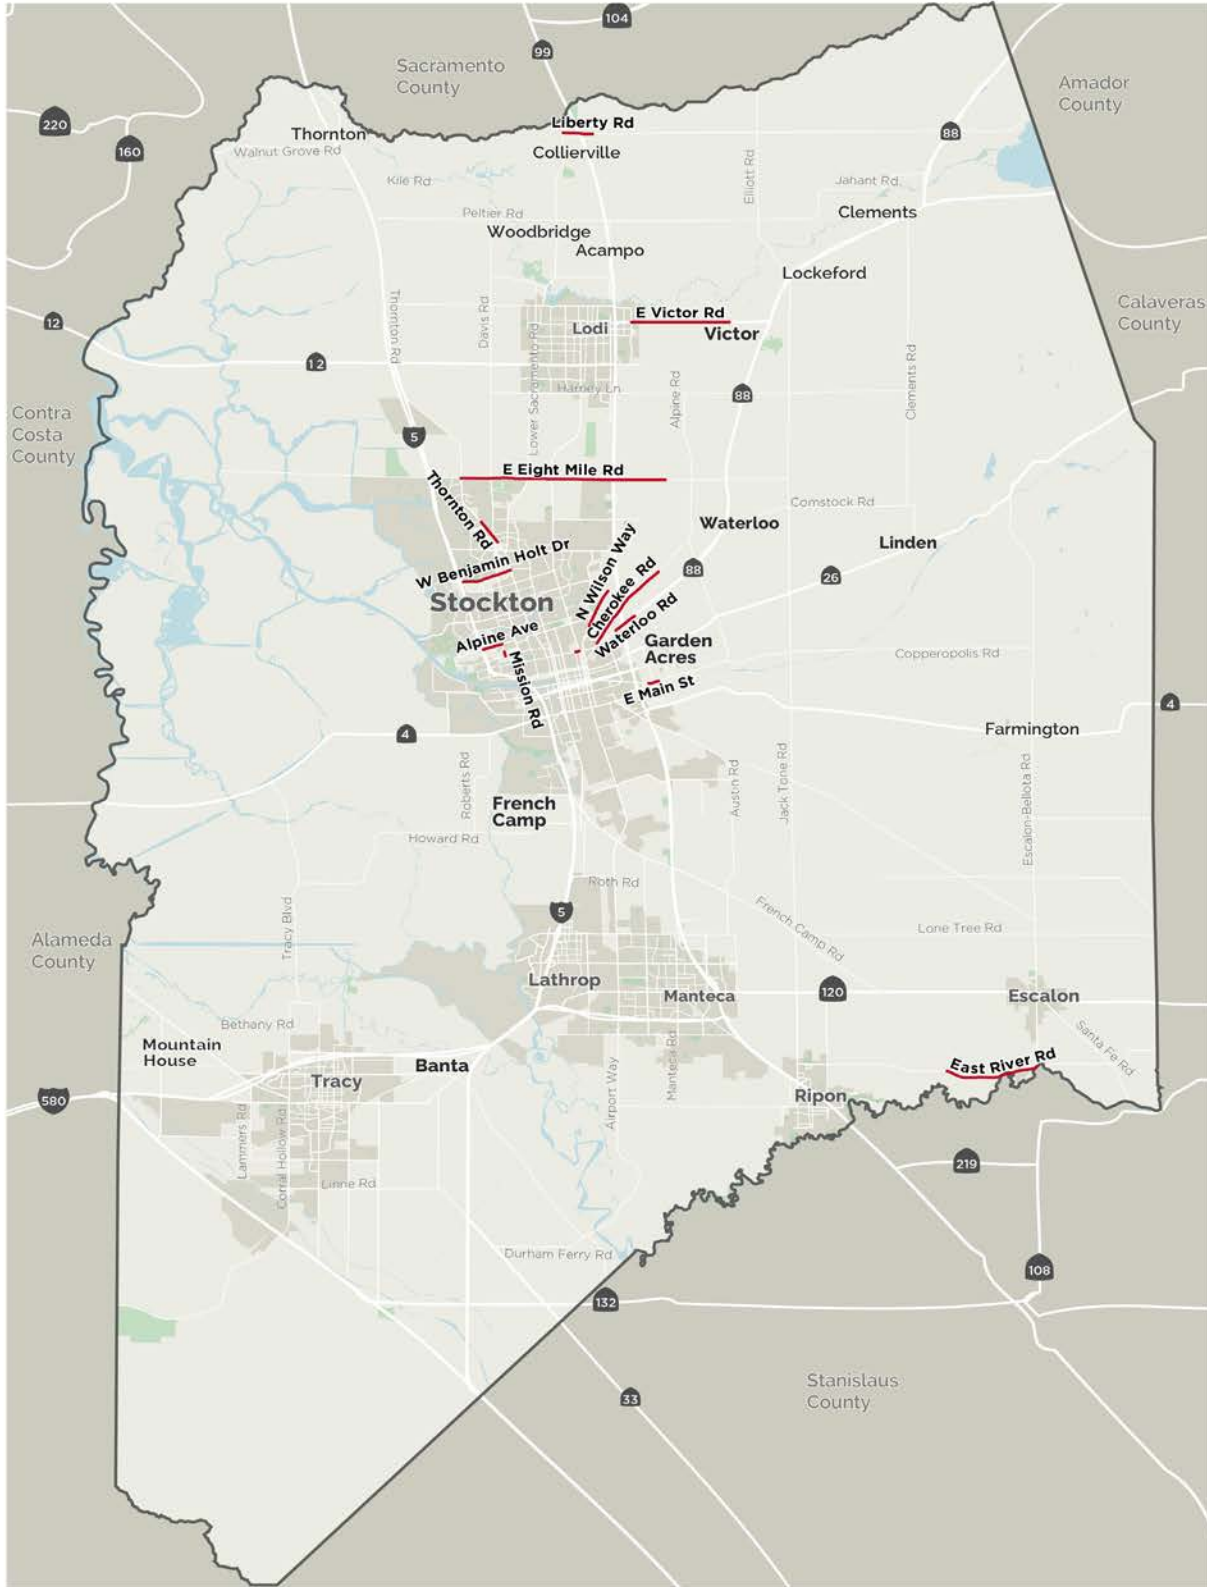 104
99
Sacramento
County
Amador
County
220
160
Thornton
Liberty Rd
88
Walnut Grove Rd
Collierville
Elliott Rd
Kile Rd
Jahant Rd
Peltier Rd
Clements
Woodbridge
Acampo
Lockeford
Thornton Rd
Davis Rd
Calaveras
County
12
E Victor Rd
Lodi
Victor
Lower Sacramento Rd
12
Clements Rd
Harney Ln
Alpine Rd
88
Contra
Costa
County
5
E Eight Mile Rd
Thornton Rd
Comstock Rd
Waterloo
N Wilson Way
Linden
W Benjamin Holt Dr
Cherokee Rd
88
26
Stockton
Waterloo Rd
Alpine Ave
Garden
Acres
Mission Rd
Copperopolis Rd
E Main St
4
Farmington
4
Roberts Rd
Austin Rd
Jack Tone Rd
Escalon-Bellota Rd
French
Camp
Howard Rd
Roth Rd
Tracy Blvd
5
French Camp Rd
Lone Tree Rd
Alameda
County
Lathrop
Manteca
120
Escalon
Bethany Rd
Mountain
House
Santa Fe Rd
Banta
East River Rd
Tracy
Airport Way
Manteca Rd
Ripon
580
Lammers Rd
Corral Hollow Rd
219
Linne Rd
Durham Ferry Rd
108
132
Stanislaus
County
33